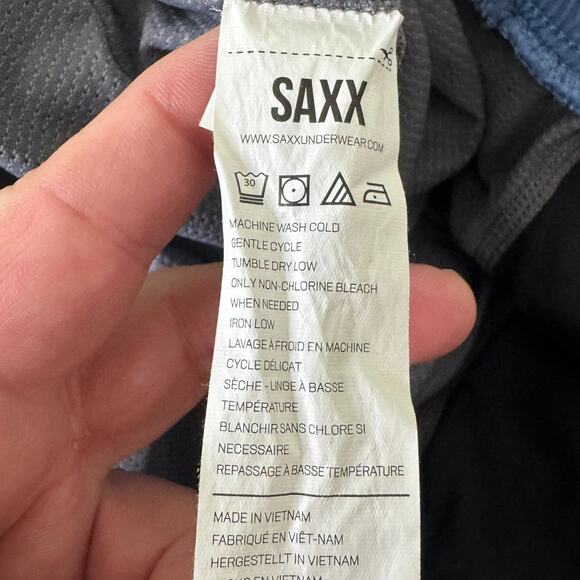 SAXX
WWW.SAXXUNDERWEAR.COM
30
MACHINE WASH COLD
GENTLE CYCLE
TUMBLE DRY LOW
ONLY NON-CHLORINE BLEACH
WHEN NEEDED
IRON LOW
LAVAGE À FROID EN MACHINE
CYCLE DÉLICAT
SÈCHE - LINGE À BASSE
TEMPÉRATURE
BLANCHIR SANS CHLORE SI
NECESSAIRE
REPASSAGE À BASSE TEMPÉRATURE
MADE IN VIETNAM
FABRIQUÉ EN VIÊT-NAM
HERGESTELLT IN VIETNAM
EN VIETNAM